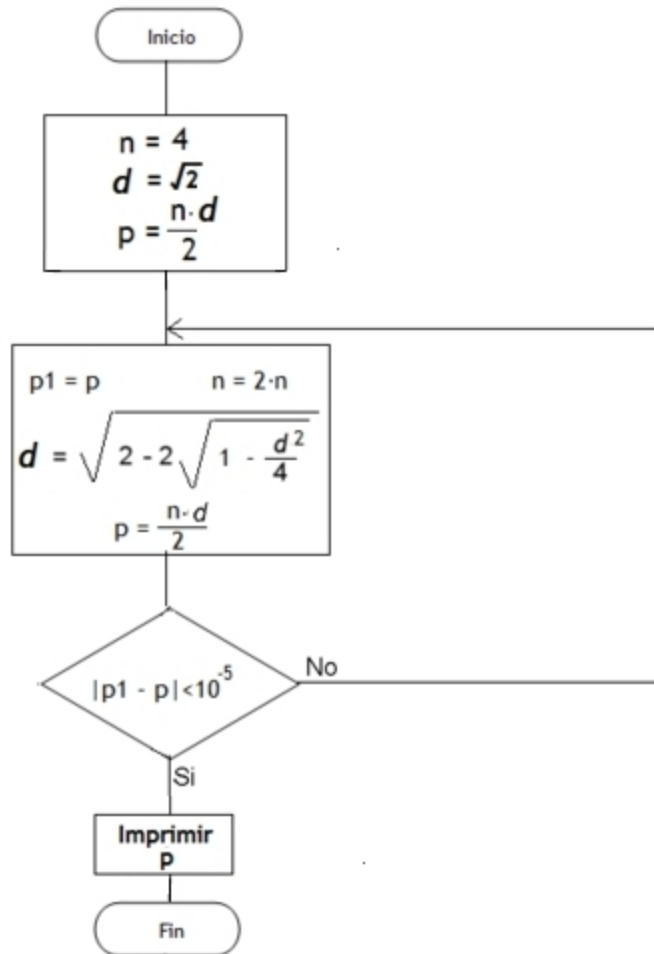 Inicio
n = 4
d = √2
p = n·d / 2
p1 = p n = 2·n
d = √(2 - 2√(1 - d²/4))
p = n·d / 2
|p1 - p|<10⁻⁵
No
Si
Imprimir
p
Fin